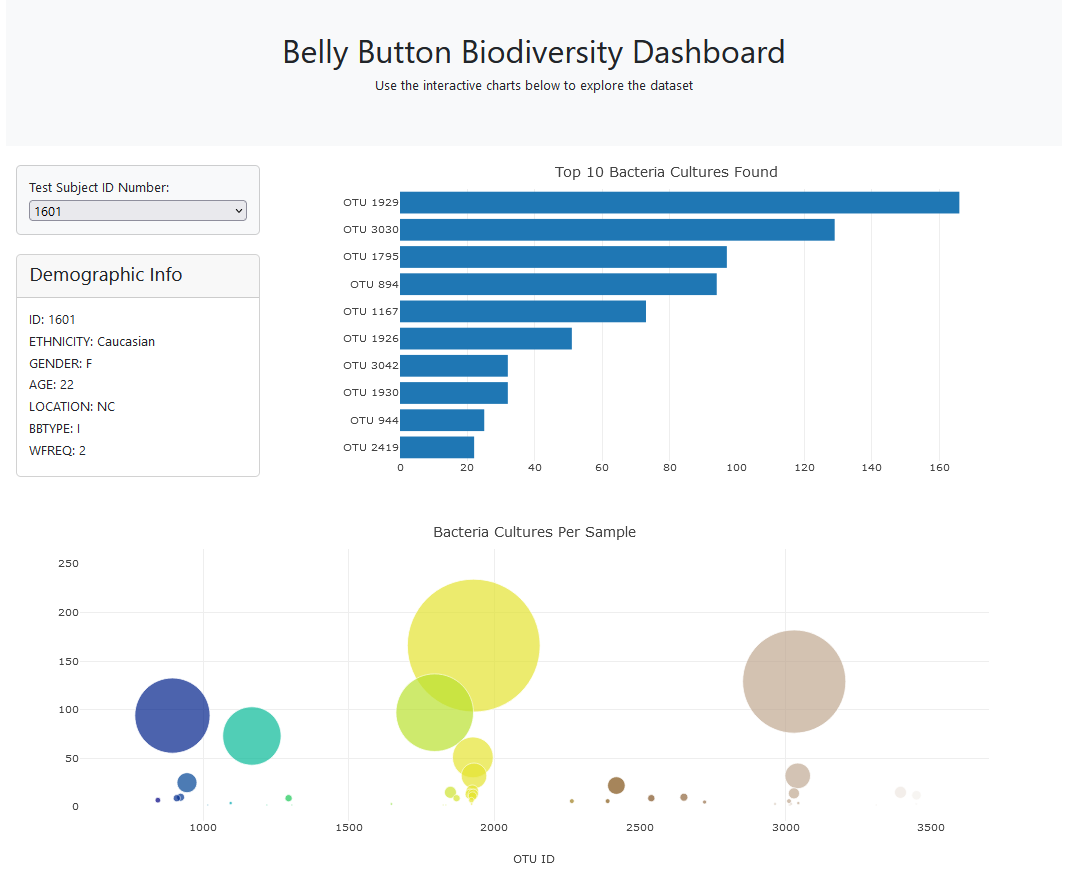 Belly Button Biodiversity Dashboard
Use the interactive charts below to explore the dataset
Test Subject ID Number:
1601
Demographic Info
ID: 1601
ETHNICITY: Caucasian
GENDER: F
AGE: 22
LOCATION: NC
BBTYPE: I
WFREQ: 2
Top 10 Bacteria Cultures Found
OTU 1929
OTU 3030
OTU 1795
OTU 894
OTU 1167
OTU 1926
OTU 3042
OTU 1930
OTU 944
OTU 2419
0 20 40 60 80 100 120 140 160
Bacteria Cultures Per Sample
250
200
150
100
50
0
1000 1500 2000 2500 3000 3500
OTU ID